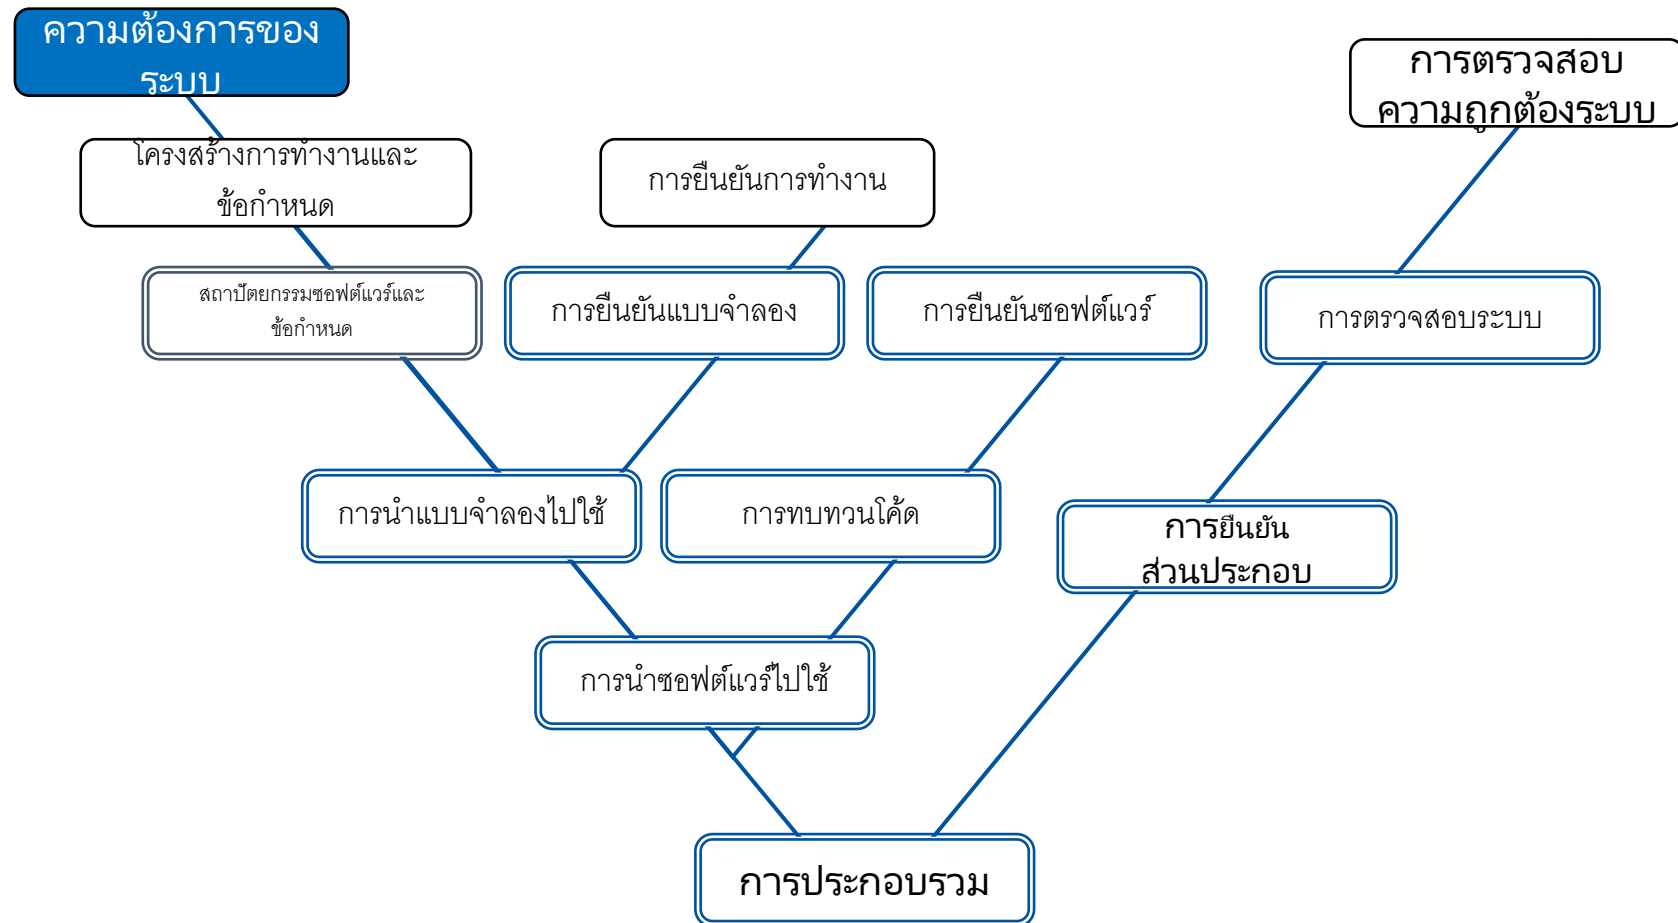 ความต้องการของ
ระบบ
การตรวจสอบ
ความถูกต้องระบบ
โครงสร้างการทำงานและ
ข้อกำหนด
การยืนยันการทำงาน
สถาปัตยกรรมซอฟต์แวร์และ
ข้อกำหนด
การยืนยันแบบจำลอง
การยืนยันซอฟต์แวร์
การตรวจสอบระบบ
การนำแบบจำลองไปใช้
การทบทวนโค้ด
การยืนยัน
ส่วนประกอบ
การนำซอฟต์แวร์ไปใช้
การประกอบรวม